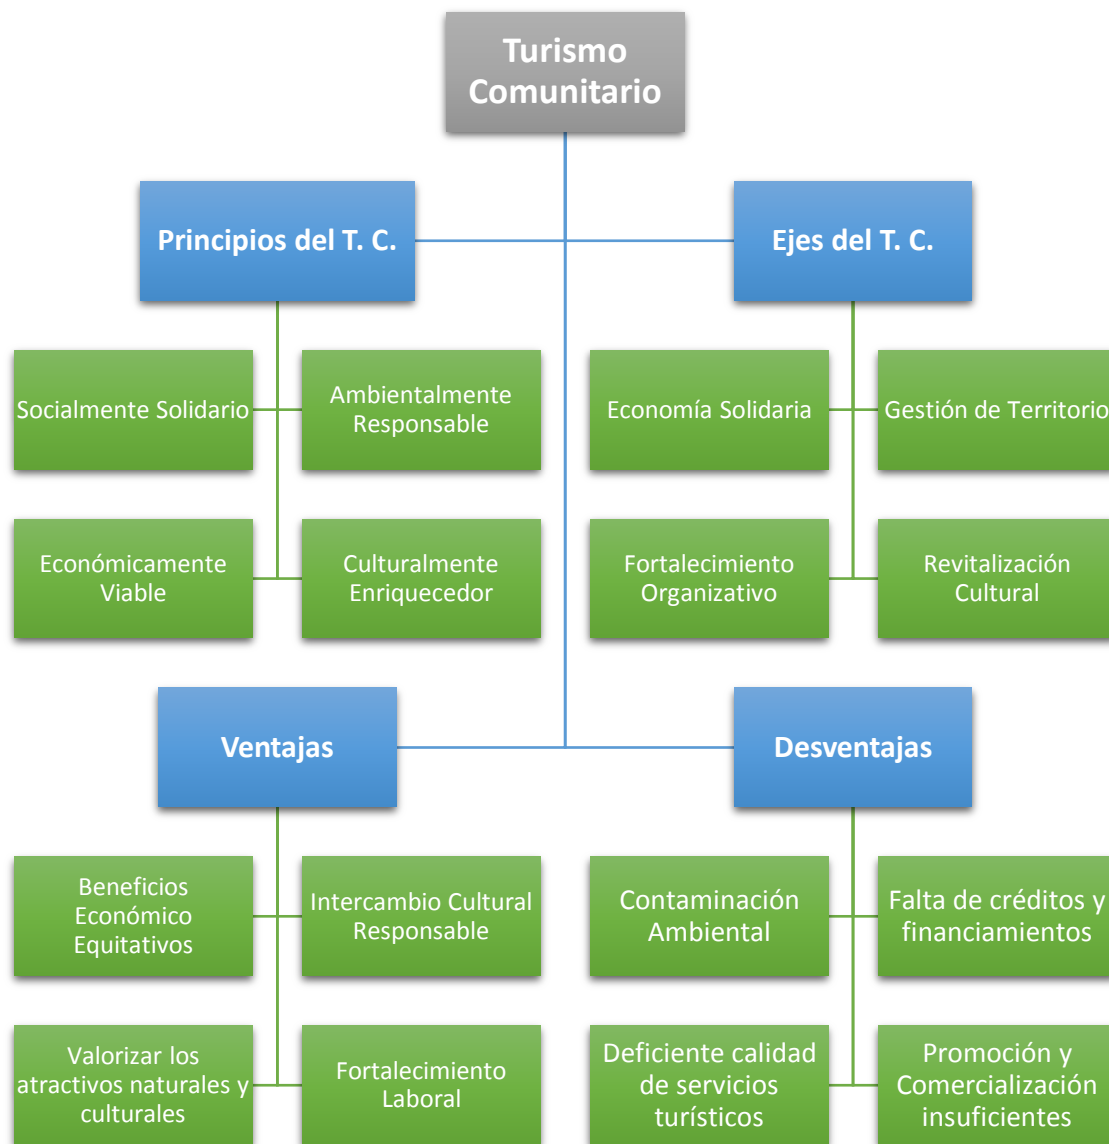 Turismo
Comunitario
Principios del T. C.
Ejes del T. C.
Socialmente Solidario
Ambientalmente
Responsable
Economía Solidaria
Gestión de Territorio
Económicamente
Viable
Culturalmente
Enriquecedor
Fortalecimiento
Organizativo
Revitalización
Cultural
Ventajas
Desventajas
Beneficios
Económico
Equitativos
Intercambio Cultural
Responsable
Contaminación
Ambiental
Falta de créditos y
financiamientos
Valorizar los
atractivos naturales y
culturales
Fortalecimiento
Laboral
Deficiente calidad
de servicios
turísticos
Promoción y
Comercialización
insuficientes